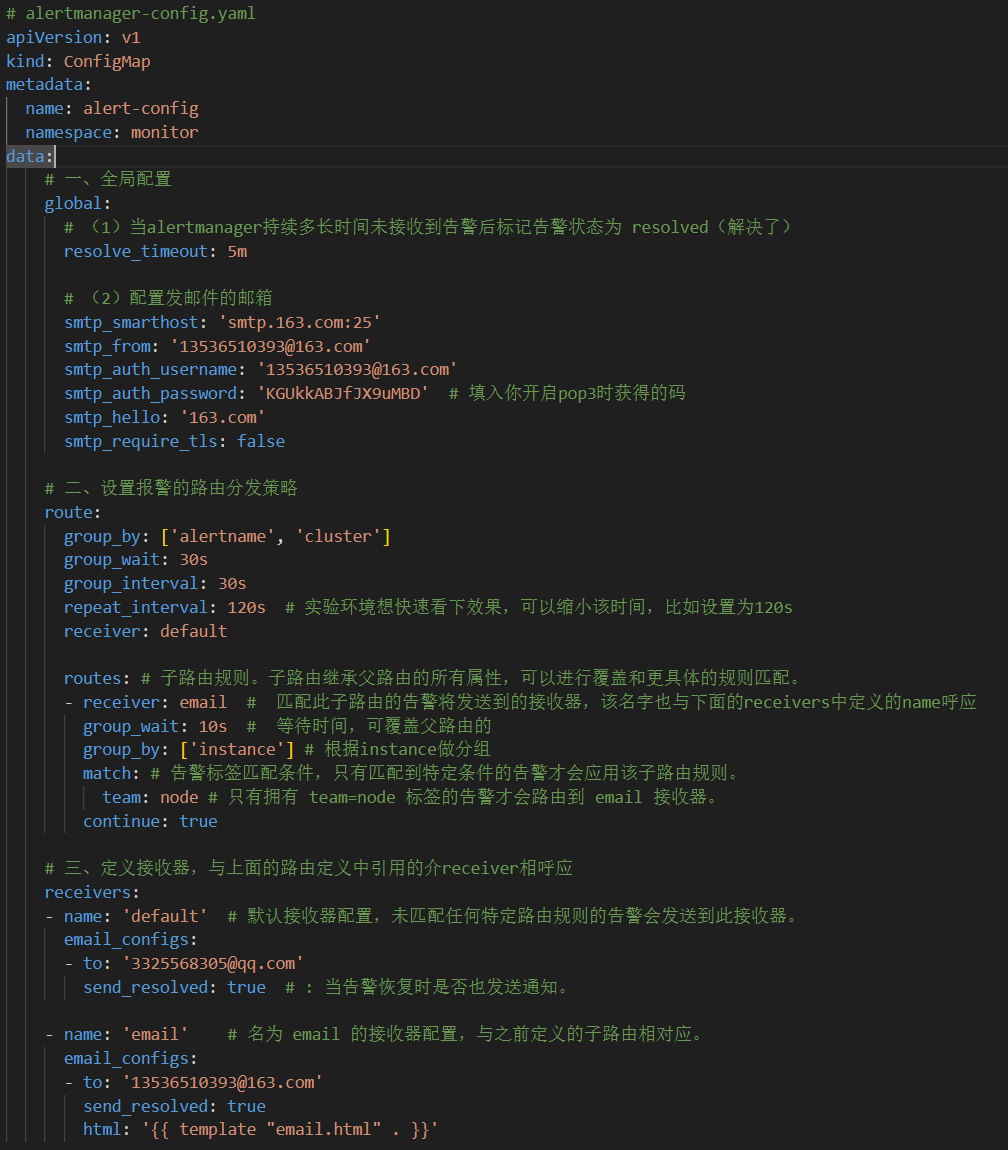 # alertmanager-config.yaml
apiVersion: v1
kind: ConfigMap
metadata:
  name: alert-config
  namespace: monitor
data:
    # 一、全局配置
    global:
      # （1）当alertmanager持续多长时间未接收到告警后标记告警状态为 resolved（解决了）
      resolve_timeout: 5m

      # （2）配置发邮件的邮箱
      smtp_smarthost: 'smtp.163.com:25'
      smtp_from: '13536510393@163.com'
      smtp_auth_username: '13536510393@163.com'
      smtp_auth_password: 'KGUkkABJfJX9uMBD'  # 填入你开启pop3时获得的码
      smtp_hello: '163.com'
      smtp_require_tls: false

    # 二、设置报警的路由分发策略
    route:
      group_by: ['alertname', 'cluster']
      group_wait: 30s
      group_interval: 30s
      repeat_interval: 120s  # 实验环境想快速看下效果，可以缩小该时间，比如设置为120s
      receiver: default

      routes: # 子路由规则。子路由继承父路由的所有属性，可以进行覆盖和更具体的规则匹配。
      - receiver: email  #  匹配此子路由的告警将发送到的接收器，该名字也与下面的receivers中定义的name呼应
        group_wait: 10s  #  等待时间，可覆盖父路由的
        group_by: ['instance'] # 根据instance做分组
        match: # 告警标签匹配条件，只有匹配到特定条件的告警才会应用该子路由规则。
          team: node # 只有拥有 team=node 标签的告警才会路由到 email 接收器。
        continue: true

    # 三、定义接收器，与上面的路由定义中引用的介receiver相呼应
    receivers:
    - name: 'default'  # 默认接收器配置，未匹配任何特定路由规则的告警会发送到此接收器。
      email_configs:
      - to: '3325568305@qq.com'
        send_resolved: true  # : 当告警恢复时是否也发送通知。

    - name: 'email'    # 名为 email 的接收器配置，与之前定义的子路由相对应。
      email_configs:
      - to: '13536510393@163.com'
        send_resolved: true
        html: '{{ template "email.html" . }}'